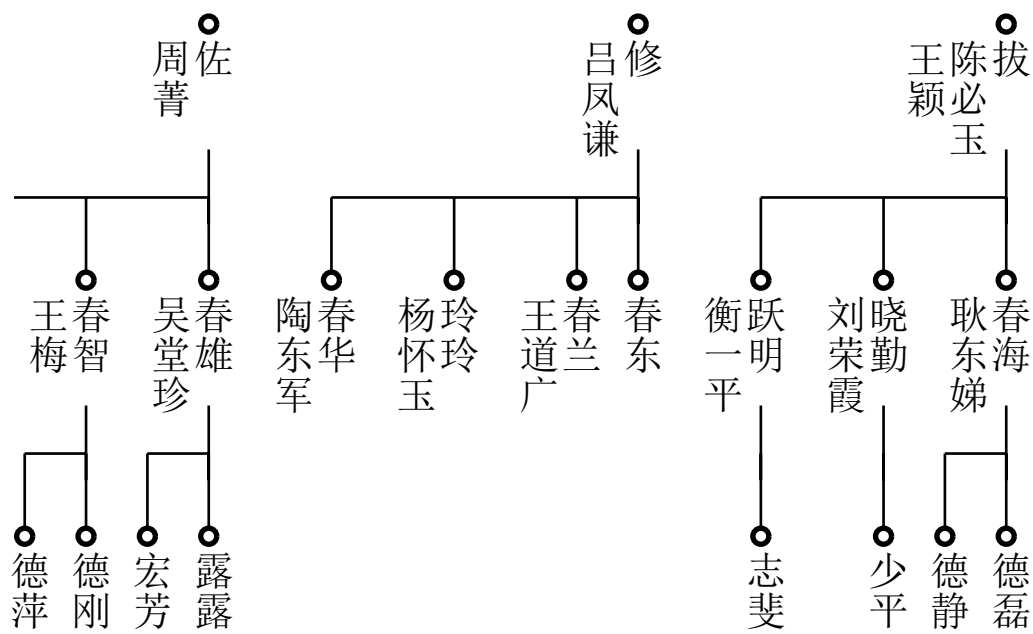 拔
陈必玉
王颖
修
吕凤谦
佐
周菁
春海
耿东娣
晓勤
刘荣霞
跃明
衡一平
春东
春兰
王道广
玲玲
杨怀玉
春华
陶东军
春雄
吴堂珍
春智
王梅
德磊
德静
少平
志斐
露露
宏芳
德刚
德萍